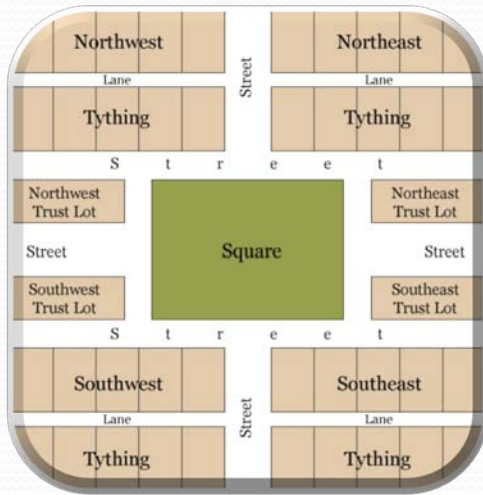 Northwest
Northeast
Street
Lane
Lane
Tything
Tything
S t r e e t
Northwest
Trust Lot
Northeast
Trust Lot
Street
Square
Street
Southwest
Trust Lot
Southeast
Trust Lot
S t r e e t
Southwest
Southeast
Street
Lane
Lane
Tything
Tything